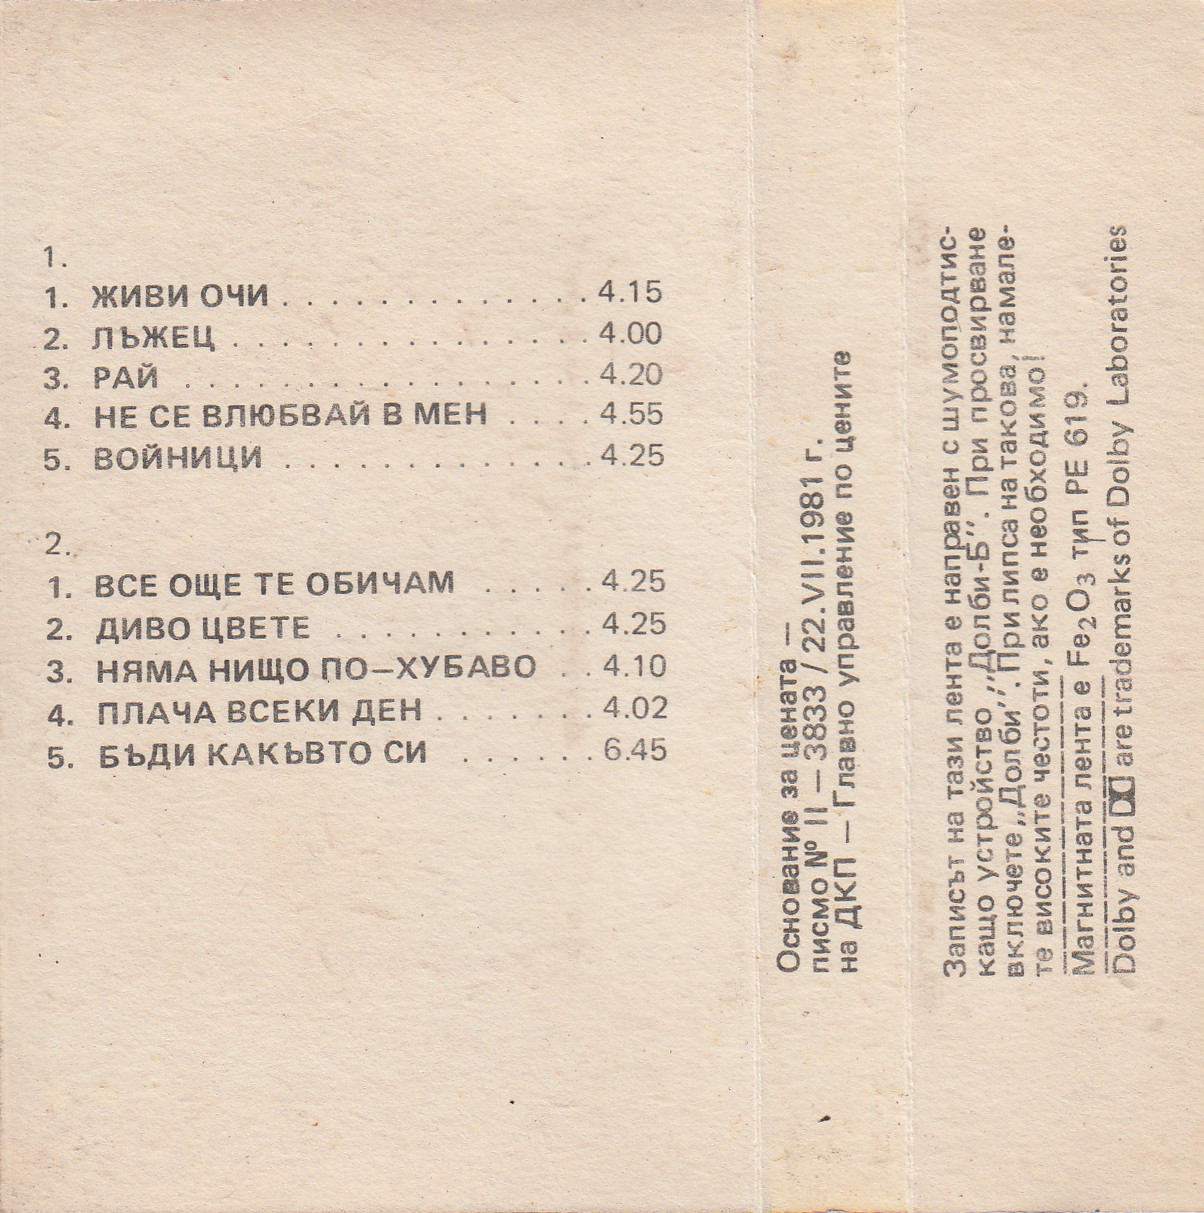 1.
1. ЖИВИ ОЧИ . . . . . . . . . . . . . . 4.15
2. ЛЪЖЕЦ . . . . . . . . . . . . . . . . . 4.00
3. РАЙ . . . . . . . . . . . . . . . . . . . 4.20
4. НЕ СЕ ВЛЮБВАЙ В МЕН . . . . 4.55
5. ВОЙНИЦИ . . . . . . . . . . . . . . 4.25
2.
1. ВСЕ ОЩЕ ТЕ ОБИЧАМ . . . . . 4.25
2. ДИВО ЦВЕТЕ . . . . . . . . . . . . 4.25
3. НЯМА НИЩО ПО—ХУБАВО . . 4.10
4. ПЛАЧА ВСЕКИ ДЕН . . . . . . . 4.02
5. БЪДИ КАКЪВТО СИ . . . . . . 6.45
Основание за цената —
писмо № II — 3833 / 22.VII.1981 г.
на ДКП — Главно управление по цените
Записът на тази лента е направен с шумоподтис-
кащо устройство „Долби-Б”. При просвирване
включете „Долби”. При липса на такова, намале-
те високите честоти, ако е необходимо!
Магнитната лента е Fe2O3 тип PE 619.
Dolby and DD are trademarks of Dolby Laboratories